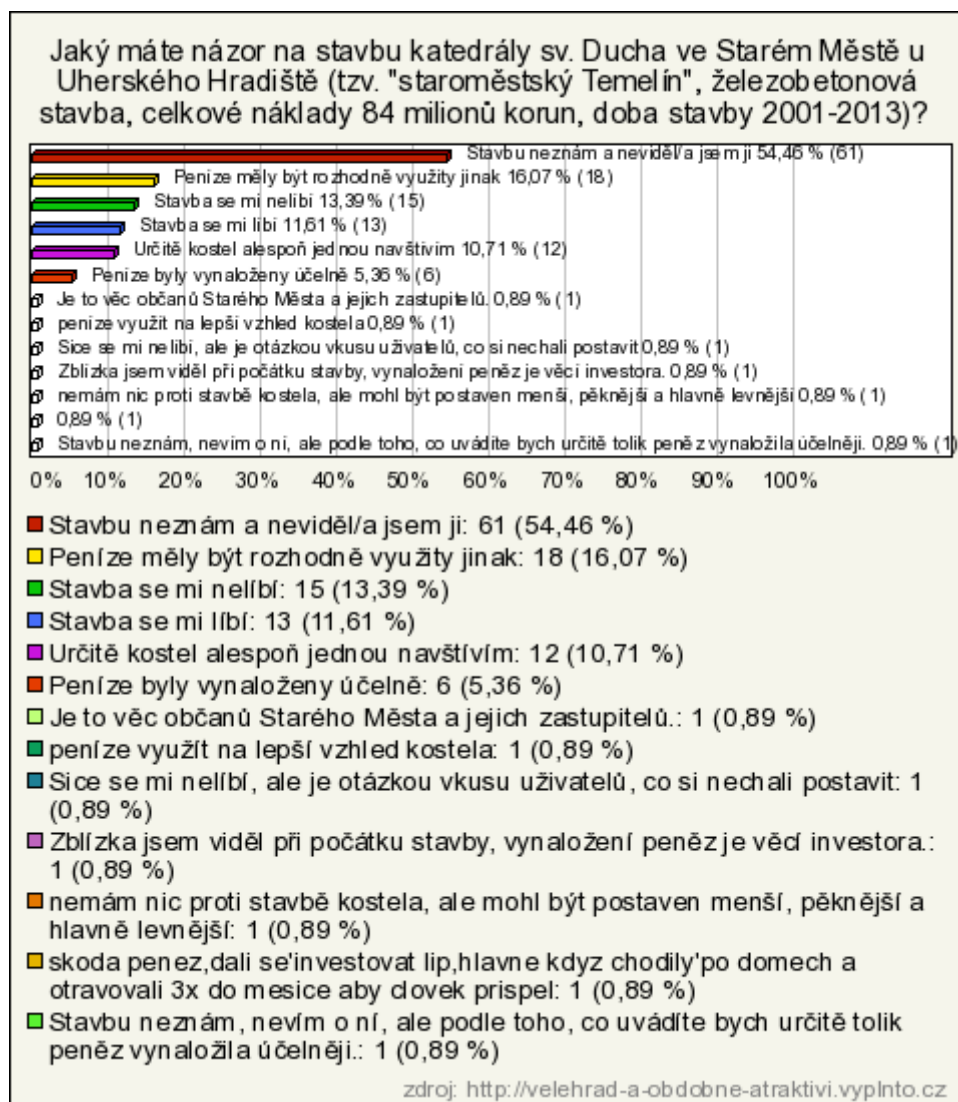 Jaký máte názor na stavbu katedrály sv. Ducha ve Starém Městě u
Uherského Hradiště (tzv. "staroměstský Temelín", železobetonová
stavba, celkové náklady 84 milionů korun, doba stavby 2001-2013)?
Stavbu neznám a neviděl/a jsem ji 54,46 % (61)
Peníze měly být rozhodně využity jinak 16,07 % (18)
Stavba se mi nelíbí 13,39 % (15)
Stavba se mi líbí 11,61 % (13)
Určitě kostel alespoň jednou navštívím 10,71 % (12)
Peníze byly vynaloženy účelně 5,36 % (6)
Je to věc občanů Starého Města a jejich zastupitelů. 0,89 % (1)
peníze využít na lepší vzhled kostela 0,89 % (1)
Sice se mi nelíbí, ale je otázkou vkusu uživatelů, co si nechali postavit 0,89 % (1)
Zblízka jsem viděl při počátku stavby, vynaložení peněz je věcí investora. 0,89 % (1)
nemám nic proti stavbě kostela, ale mohl být postaven menší, pěknější a hlavně levnější 0,89 % (1)
0,89 % (1)
Stavbu neznám, nevím o ní, ale podle toho, co uvádíte bych určitě tolik peněz vynaložila účelněji. 0,89 % (1)
0% 10% 20% 30% 40% 50% 60% 70% 80% 90% 100%
Stavbu neznám a neviděl/a jsem ji: 61 (54,46 %)
Peníze měly být rozhodně využity jinak: 18 (16,07 %)
Stavba se mi nelíbí: 15 (13,39 %)
Stavba se mi líbí: 13 (11,61 %)
Určitě kostel alespoň jednou navštívím: 12 (10,71 %)
Peníze byly vynaloženy účelně: 6 (5,36 %)
Je to věc občanů Starého Města a jejich zastupitelů.: 1 (0,89 %)
peníze využít na lepší vzhled kostela: 1 (0,89 %)
Sice se mi nelíbí, ale je otázkou vkusu uživatelů, co si nechali postavit: 1
(0,89 %)
Zblízka jsem viděl při počátku stavby, vynaložení peněz je věcí investora.:
1 (0,89 %)
nemám nic proti stavbě kostela, ale mohl být postaven menší, pěknější a
hlavně levnější: 1 (0,89 %)
skoda penez,dali se'investovat lip,hlavne kdyz chodily'po domech a
otravovali 3x do mesice aby clovek prispel: 1 (0,89 %)
Stavbu neznám, nevím o ní, ale podle toho, co uvádíte bych určitě tolik
peněz vynaložila účelněji.: 1 (0,89 %)
zdroj: http://velehrad-a-obdobne-atraktivi.vyplnto.cz